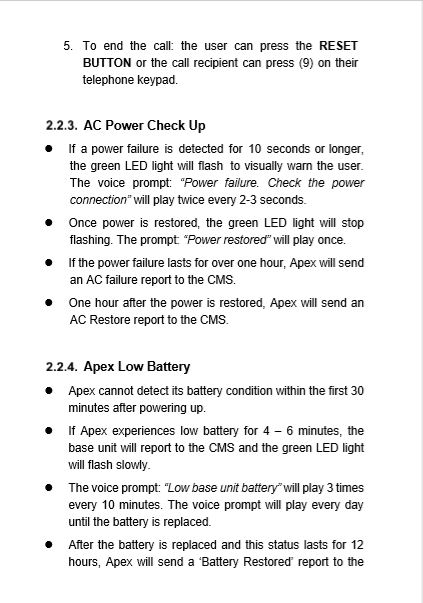 5. To end the call: the user can press the RESET
BUTTON or the call recipient can press (9) on their
telephone keypad.
2.2.3. AC Power Check Up
● If a power failure is detected for 10 seconds or longer,
the green LED light will flash to visually warn the user.
The voice prompt: “Power failure. Check the power
connection” will play twice every 2-3 seconds.
● Once power is restored, the green LED light will stop
flashing. The prompt: “Power restored” will play once.
● If the power failure lasts for over one hour, Apex will send
an AC failure report to the CMS.
● One hour after the power is restored, Apex will send an
AC Restore report to the CMS.
2.2.4. Apex Low Battery
● Apex cannot detect its battery condition within the first 30
minutes after powering up.
● If Apex experiences low battery for 4 – 6 minutes, the
base unit will report to the CMS and the green LED light
will flash slowly.
● The voice prompt: “Low base unit battery” will play 3 times
every 10 minutes. The voice prompt will play every day
until the battery is replaced.
● After the battery is replaced and this status lasts for 12
hours, Apex will send a ‘Battery Restored’ report to the